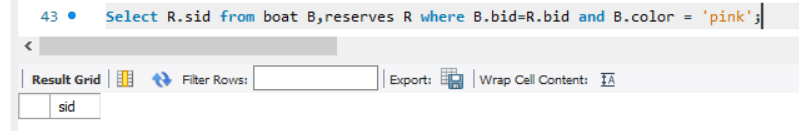 43 Select R.sid from boat B,reserves R where B.bid=R.bid and B.color = 'pink';
Result Grid Filter Rows: Export: Wrap Cell Content: IA
sid